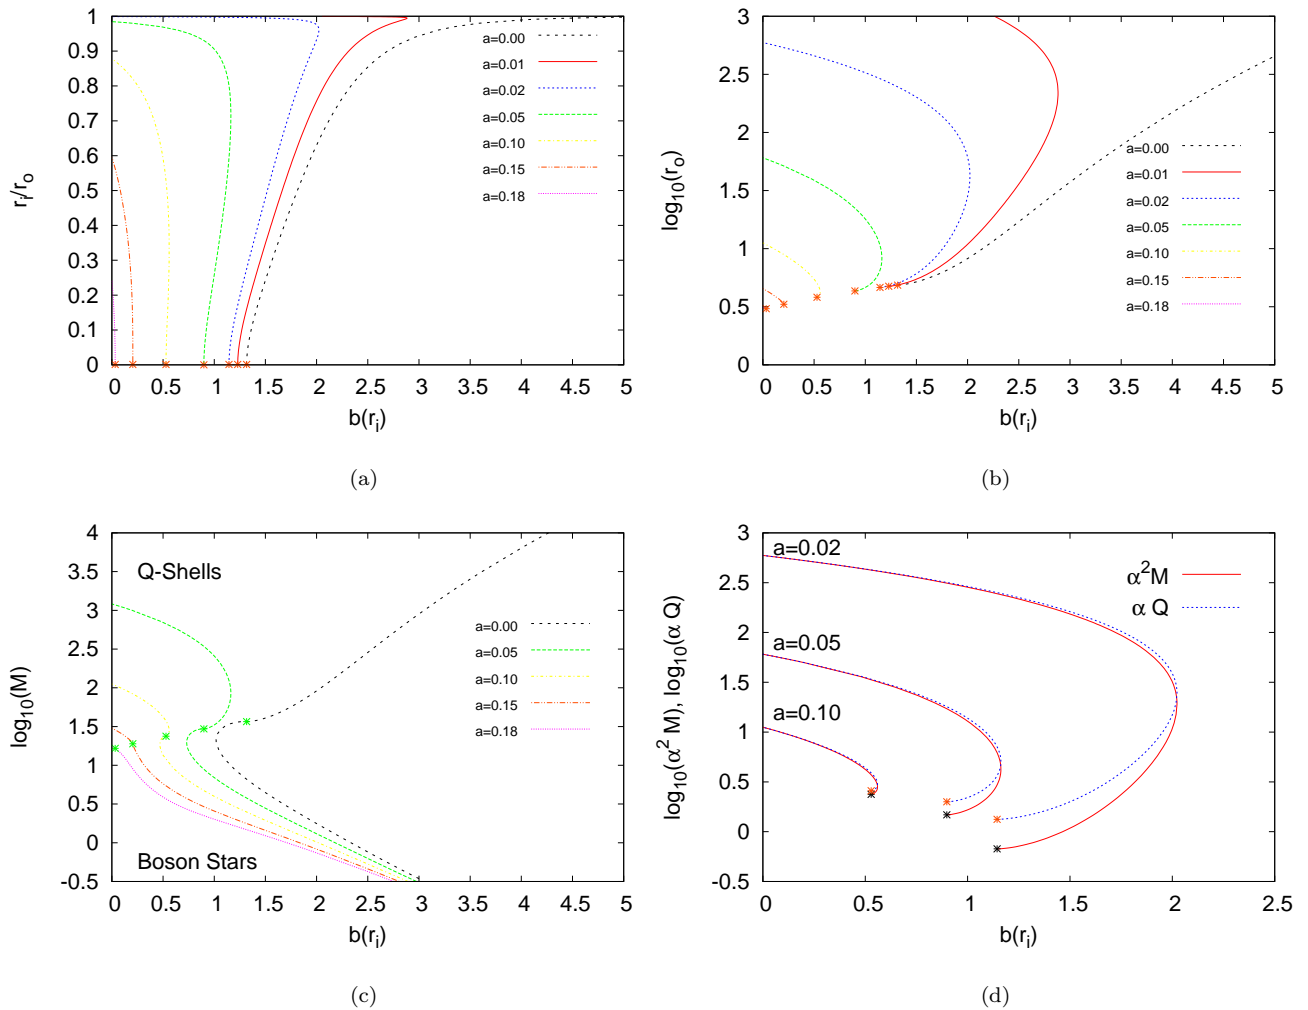 1
0.9
0.8
0.7
0.6
0.5
0.4
0.3
0.2
0.1
0
r_i/r_o
0 0.5 1 1.5 2 2.5 3 3.5 4 4.5 5
b(r_i)
a=0.00
a=0.01
a=0.02
a=0.05
a=0.10
a=0.15
a=0.18
(a)
3
2.5
2
1.5
1
0.5
0
log_10(r_o)
0 0.5 1 1.5 2 2.5 3 3.5 4 4.5 5
b(r_i)
a=0.00
a=0.01
a=0.02
a=0.05
a=0.10
a=0.15
a=0.18
(b)
4
3.5
3
2.5
2
1.5
1
0.5
0
-0.5
log_10(M)
Q-Shells
Boson Stars
a=0.00
a=0.05
a=0.10
a=0.15
a=0.18
0 0.5 1 1.5 2 2.5 3 3.5 4 4.5 5
b(r_i)
(c)
3
2.5
2
1.5
1
0.5
0
-0.5
log_10(α^2 M), log_10(α Q)
a=0.02
a=0.05
a=0.10
α^2M
α Q
0 0.5 1 1.5 2 2.5
b(r_i)
(d)